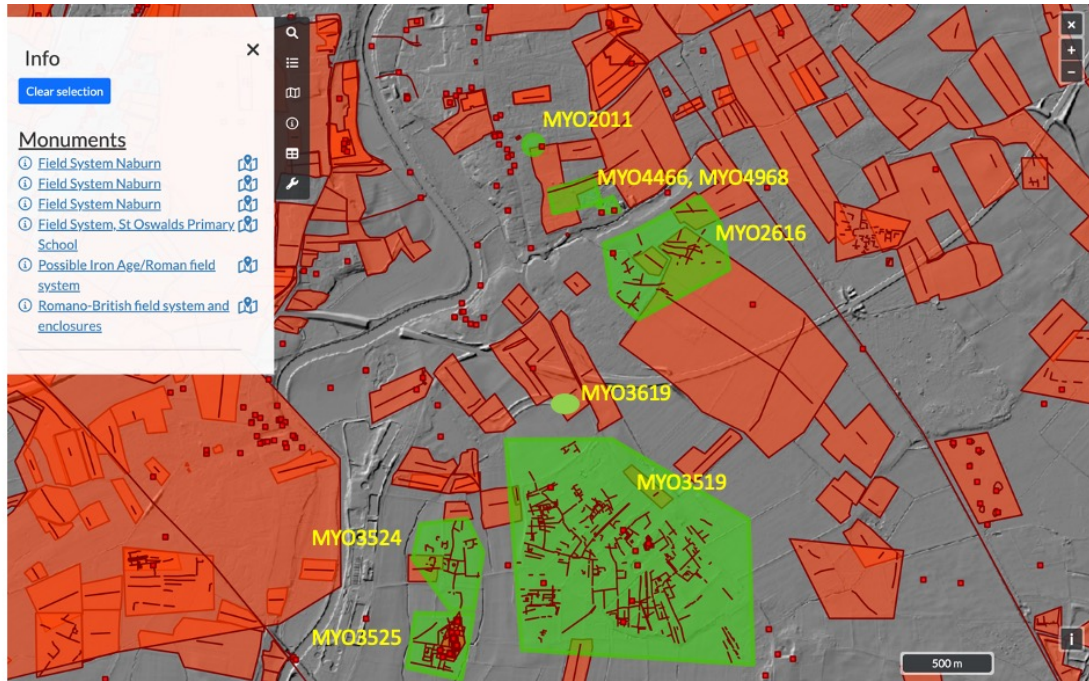 Info
Clear selection
Monuments
Field System Naburn
Field System Naburn
Field System Naburn
Field System, St Oswalds Primary
School
Possible Iron Age/Roman field
system
Romano-British field system and
enclosures
MYO2011
MYO4466, MYO4968
MYO2616
MYO3619
MYO3519
MYO3524
MYO3525
500 m